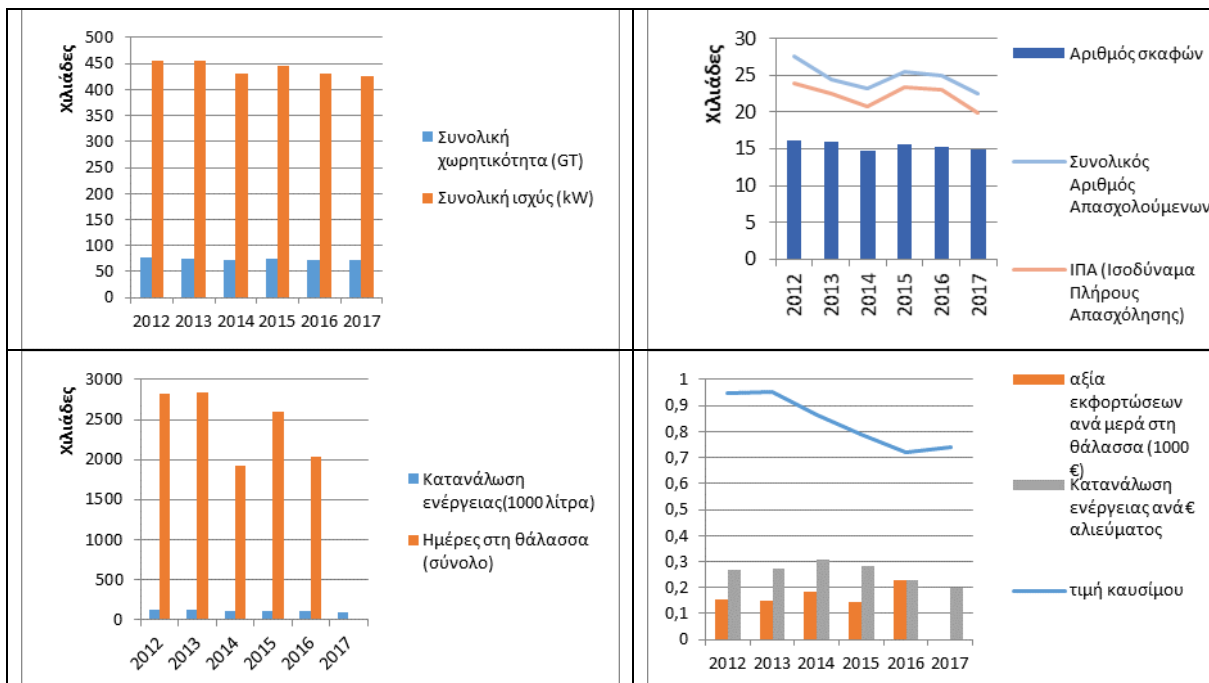 Χιλιάδες
500
450
400
350
300
250
200
150
100
50
0
2012 2013 2014 2015 2016 2017
Συνολική
χωρητικότητα (GT)
Συνολική ισχύς (kW)
Χιλιάδες
30
25
20
15
10
5
0
2012 2013 2014 2015 2016 2017
Αριθμός σκαφών
Συνολικός
Αριθμός
Απασχολούμενων
ΙΠΑ (Ισοδύναμα
Πλήρους
Απασχόλησης)
Χιλιάδες
3000
2500
2000
1500
1000
500
0
2012 2013 2014 2015 2016 2017
Κατανάλωση
ενέργειας(1000 λίτρα)
Ημέρες στη θάλασσα
(σύνολο)
1
0,9
0,8
0,7
0,6
0,5
0,4
0,3
0,2
0,1
0
2012 2013 2014 2015 2016 2017
αξία
εκφορτώσεων
ανά μερά στη
θάλασσα (1000
€)
Κατανάλωση
ενέργειας ανά €
αλιεύματος
τιμή καυσίμου